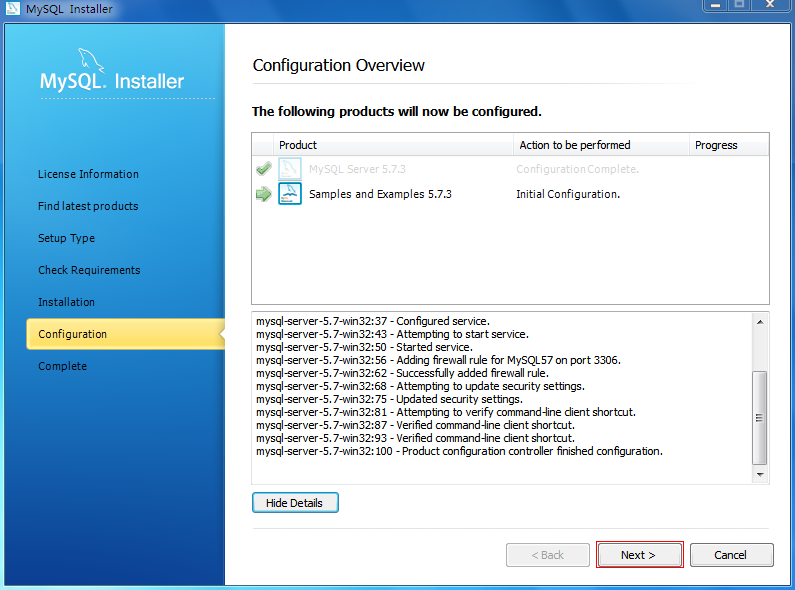 MySQL Installer
MySQL Installer
License Information
Find latest products
Setup Type
Check Requirements
Installation
Configuration
Complete
Configuration Overview
The following products will now be configured.
Product Action to be performed Progress
MySQL Server 5.7.3 Configuration Complete.
Samples and Examples 5.7.3 Initial Configuration.
mysql-server-5.7-win32:37 - Configured service.
mysql-server-5.7-win32:43 - Attempting to start service.
mysql-server-5.7-win32:50 - Started service.
mysql-server-5.7-win32:56 - Adding firewall rule for MySQL57 on port 3306.
mysql-server-5.7-win32:62 - Successfully added firewall rule.
mysql-server-5.7-win32:68 - Attempting to update security settings.
mysql-server-5.7-win32:75 - Updated security settings.
mysql-server-5.7-win32:81 - Attempting to verify command-line client shortcut.
mysql-server-5.7-win32:87 - Verified command-line client shortcut.
mysql-server-5.7-win32:93 - Verified command-line client shortcut.
mysql-server-5.7-win32:100 - Product configuration controller finished configuration.
Hide Details
< Back Next > Cancel